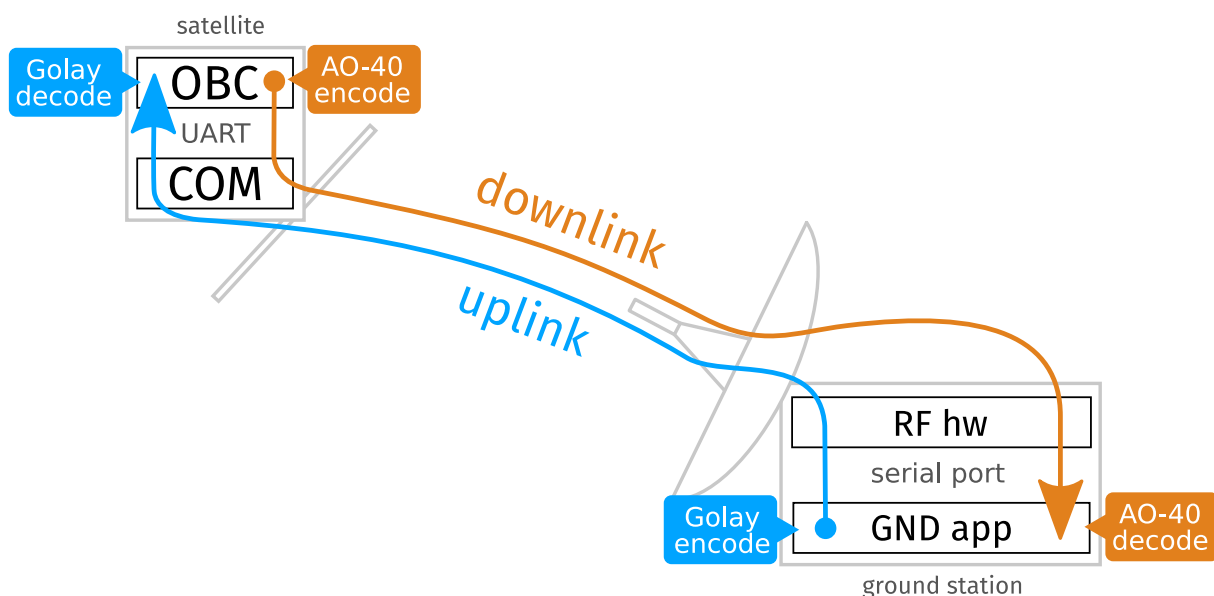 satellite
Golay
decode
OBC
AO-40
encode
UART
COM
downlink
uplink
RF hw
serial port
Golay
encode
GND app
AO-40
decode
ground station